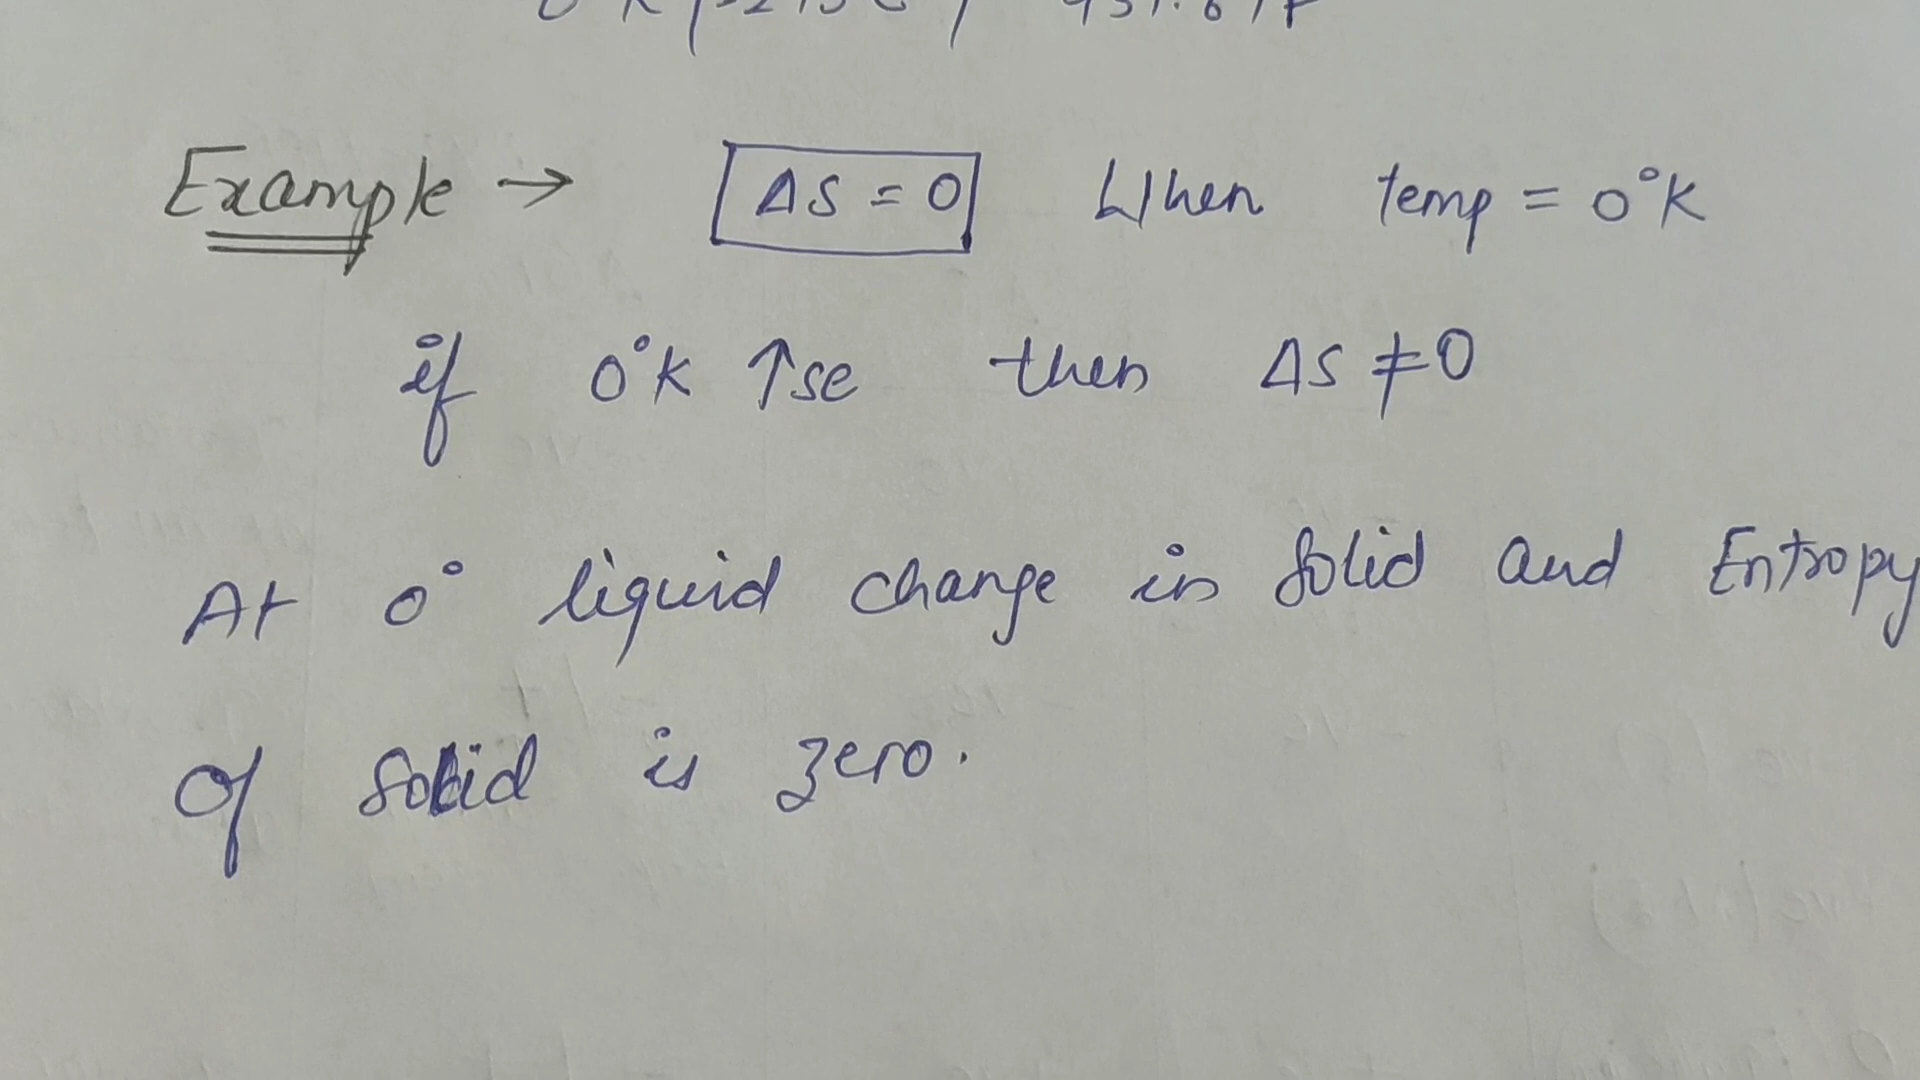 Example → ΔS = 0 When temp = 0°K
if 0°K ↑se then ΔS ≠ 0
At 0° liquid change in Solid and Entropy
Of Solid is zero.